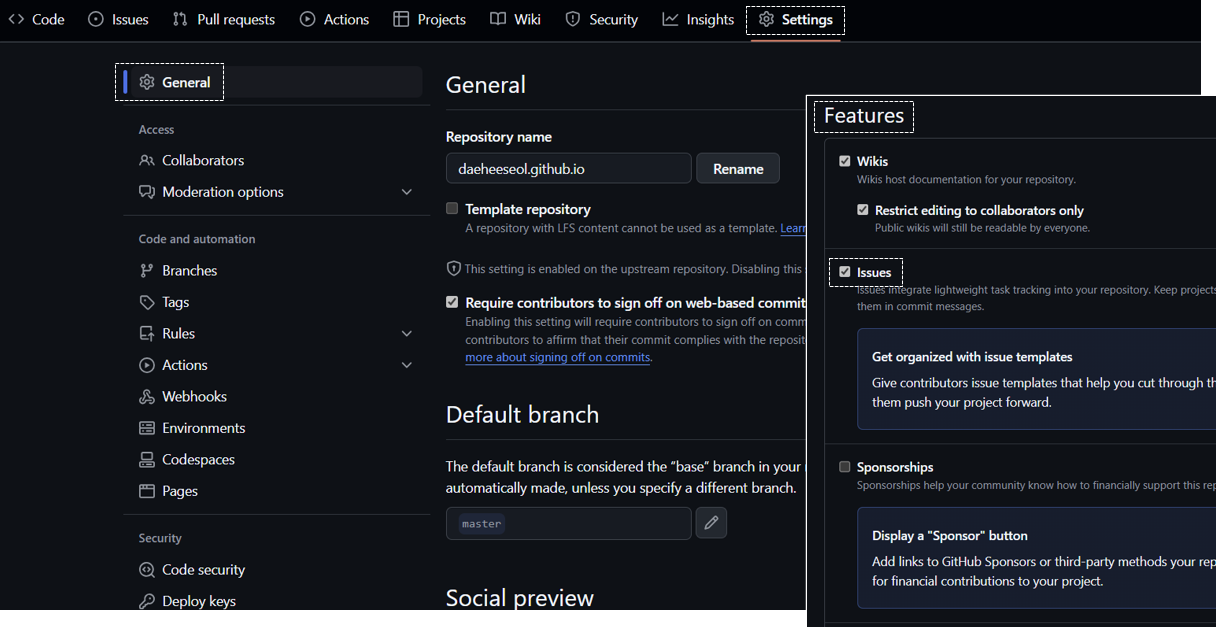 Code
Issues
Pull requests
Actions
Projects
Wiki
Security
Insights
Settings
General
Access
Collaborators
Moderation options
Code and automation
Branches
Tags
Rules
Actions
Webhooks
Environments
Codespaces
Pages
Security
Code security
Deploy keys
General
Repository name
daeheeseol.github.io
Rename
Template repository
A repository with LFS content cannot be used as a template. Learn
This setting is enabled on the upstream repository. Disabling this
Require contributors to sign off on web-based commit
Enabling this setting will require contributors to sign off on comm
contributors to affirm that their commit complies with the reposit
more about signing off on commits.
Default branch
The default branch is considered the “base” branch in your
automatically made, unless you specify a different branch.
master
Social preview
Features
Wikis
Wikis host documentation for your repository.
Restrict editing to collaborators only
Public wikis will still be readable by everyone.
Issues
Issues integrate lightweight task tracking into your repository. Keep projects
them in commit messages.
Get organized with issue templates
Give contributors issue templates that help you cut through th
them push your project forward.
Sponsorships
Sponsorships help your community know how to financially support this rep
Display a "Sponsor" button
Add links to GitHub Sponsors or third-party methods your rep
for financial contributions to your project.